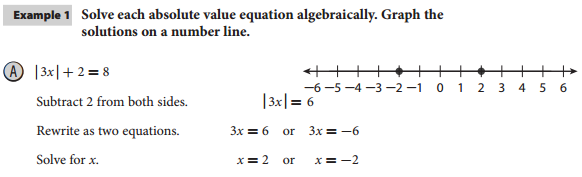 Example 1 Solve each absolute value equation algebraically. Graph the
solutions on a number line.
A |3x| + 2 = 8
−6 −5 −4 −3 −2 −1 0 1 2 3 4 5 6
Subtract 2 from both sides. |3x| = 6
Rewrite as two equations. 3x = 6 or 3x = −6
Solve for x. x = 2 or x = −2